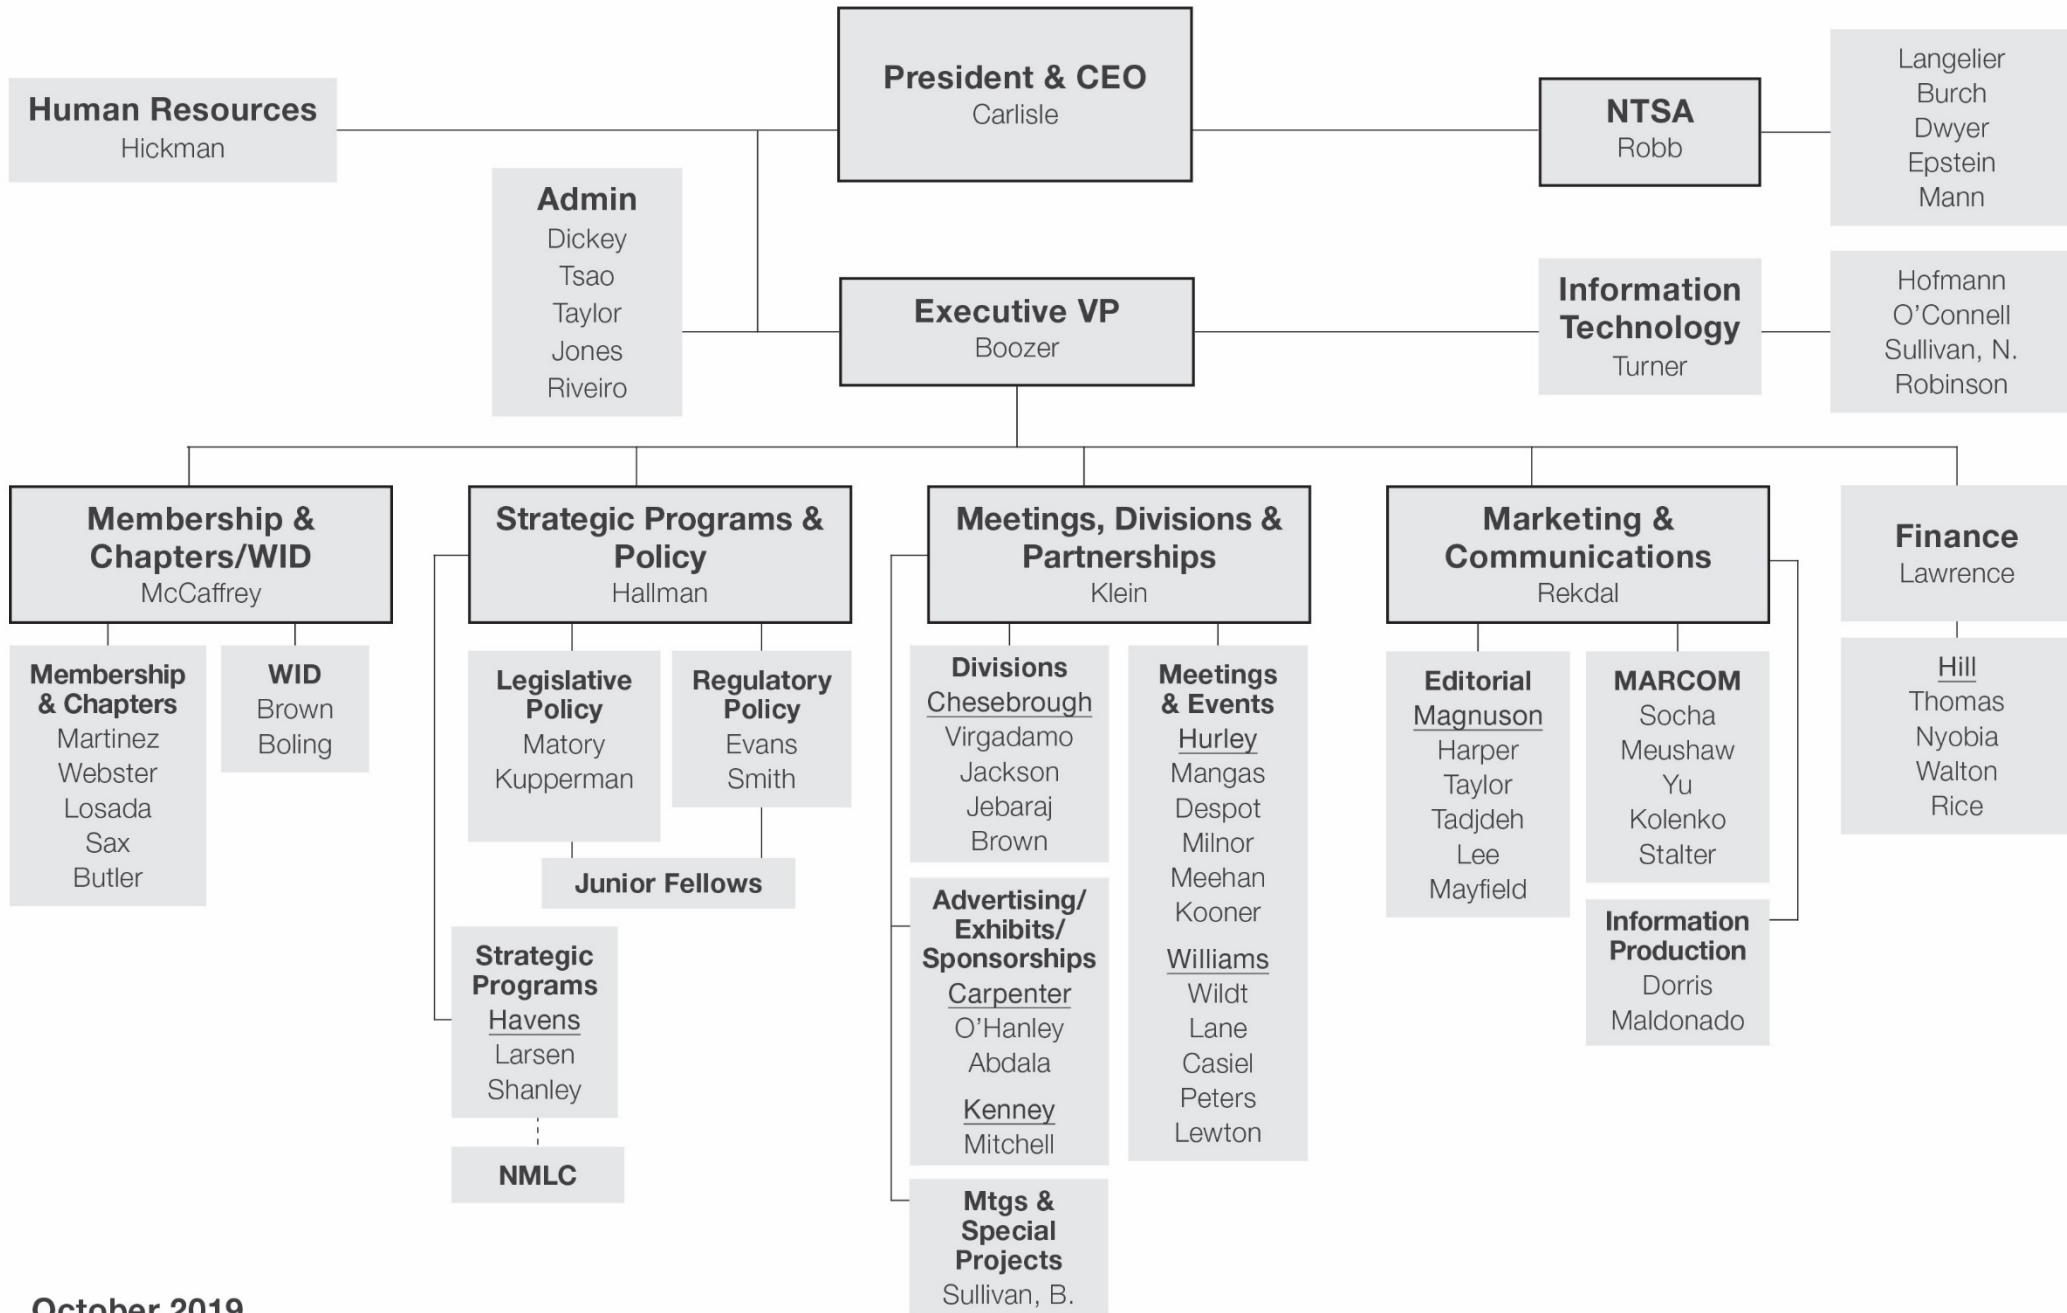 President & CEO
Carlisle
Human Resources
Hickman
NTSA
Robb
Langelier
Burch
Dwyer
Epstein
Mann
Admin
Dickey
Tsao
Taylor
Jones
Riveiro
Executive VP
Boozer
Information
Technology
Turner
Hofmann
O’Connell
Sullivan, N.
Robinson
Membership &
Chapters/WID
McCaffrey
Membership
& Chapters
Martinez
Webster
Losada
Sax
Butler
WID
Brown
Boling
Strategic Programs &
Policy
Hallman
Legislative
Policy
Matory
Kupperman
Regulatory
Policy
Evans
Smith
Junior Fellows
Strategic
Programs
Havens
Larsen
Shanley
NMLC
Meetings, Divisions &
Partnerships
Klein
Divisions
Chesebrough
Virgadamo
Jackson
Jebaraj
Brown
Advertising/
Exhibits/
Sponsorships
Carpenter
O’Hanley
Abdala
Kenney
Mitchell
Mtgs &
Special
Projects
Sullivan, B.
Meetings
& Events
Hurley
Mangas
Despot
Milnor
Meehan
Kooner
Williams
Wildt
Lane
Casiel
Peters
Lewton
Marketing &
Communications
Rekdal
Editorial
Magnuson
Harper
Taylor
Tadjdeh
Lee
Mayfield
MARCOM
Socha
Meushaw
Yu
Kolenko
Stalter
Information
Production
Dorris
Maldonado
Finance
Lawrence
Hill
Thomas
Nyobia
Walton
Rice
October 2019